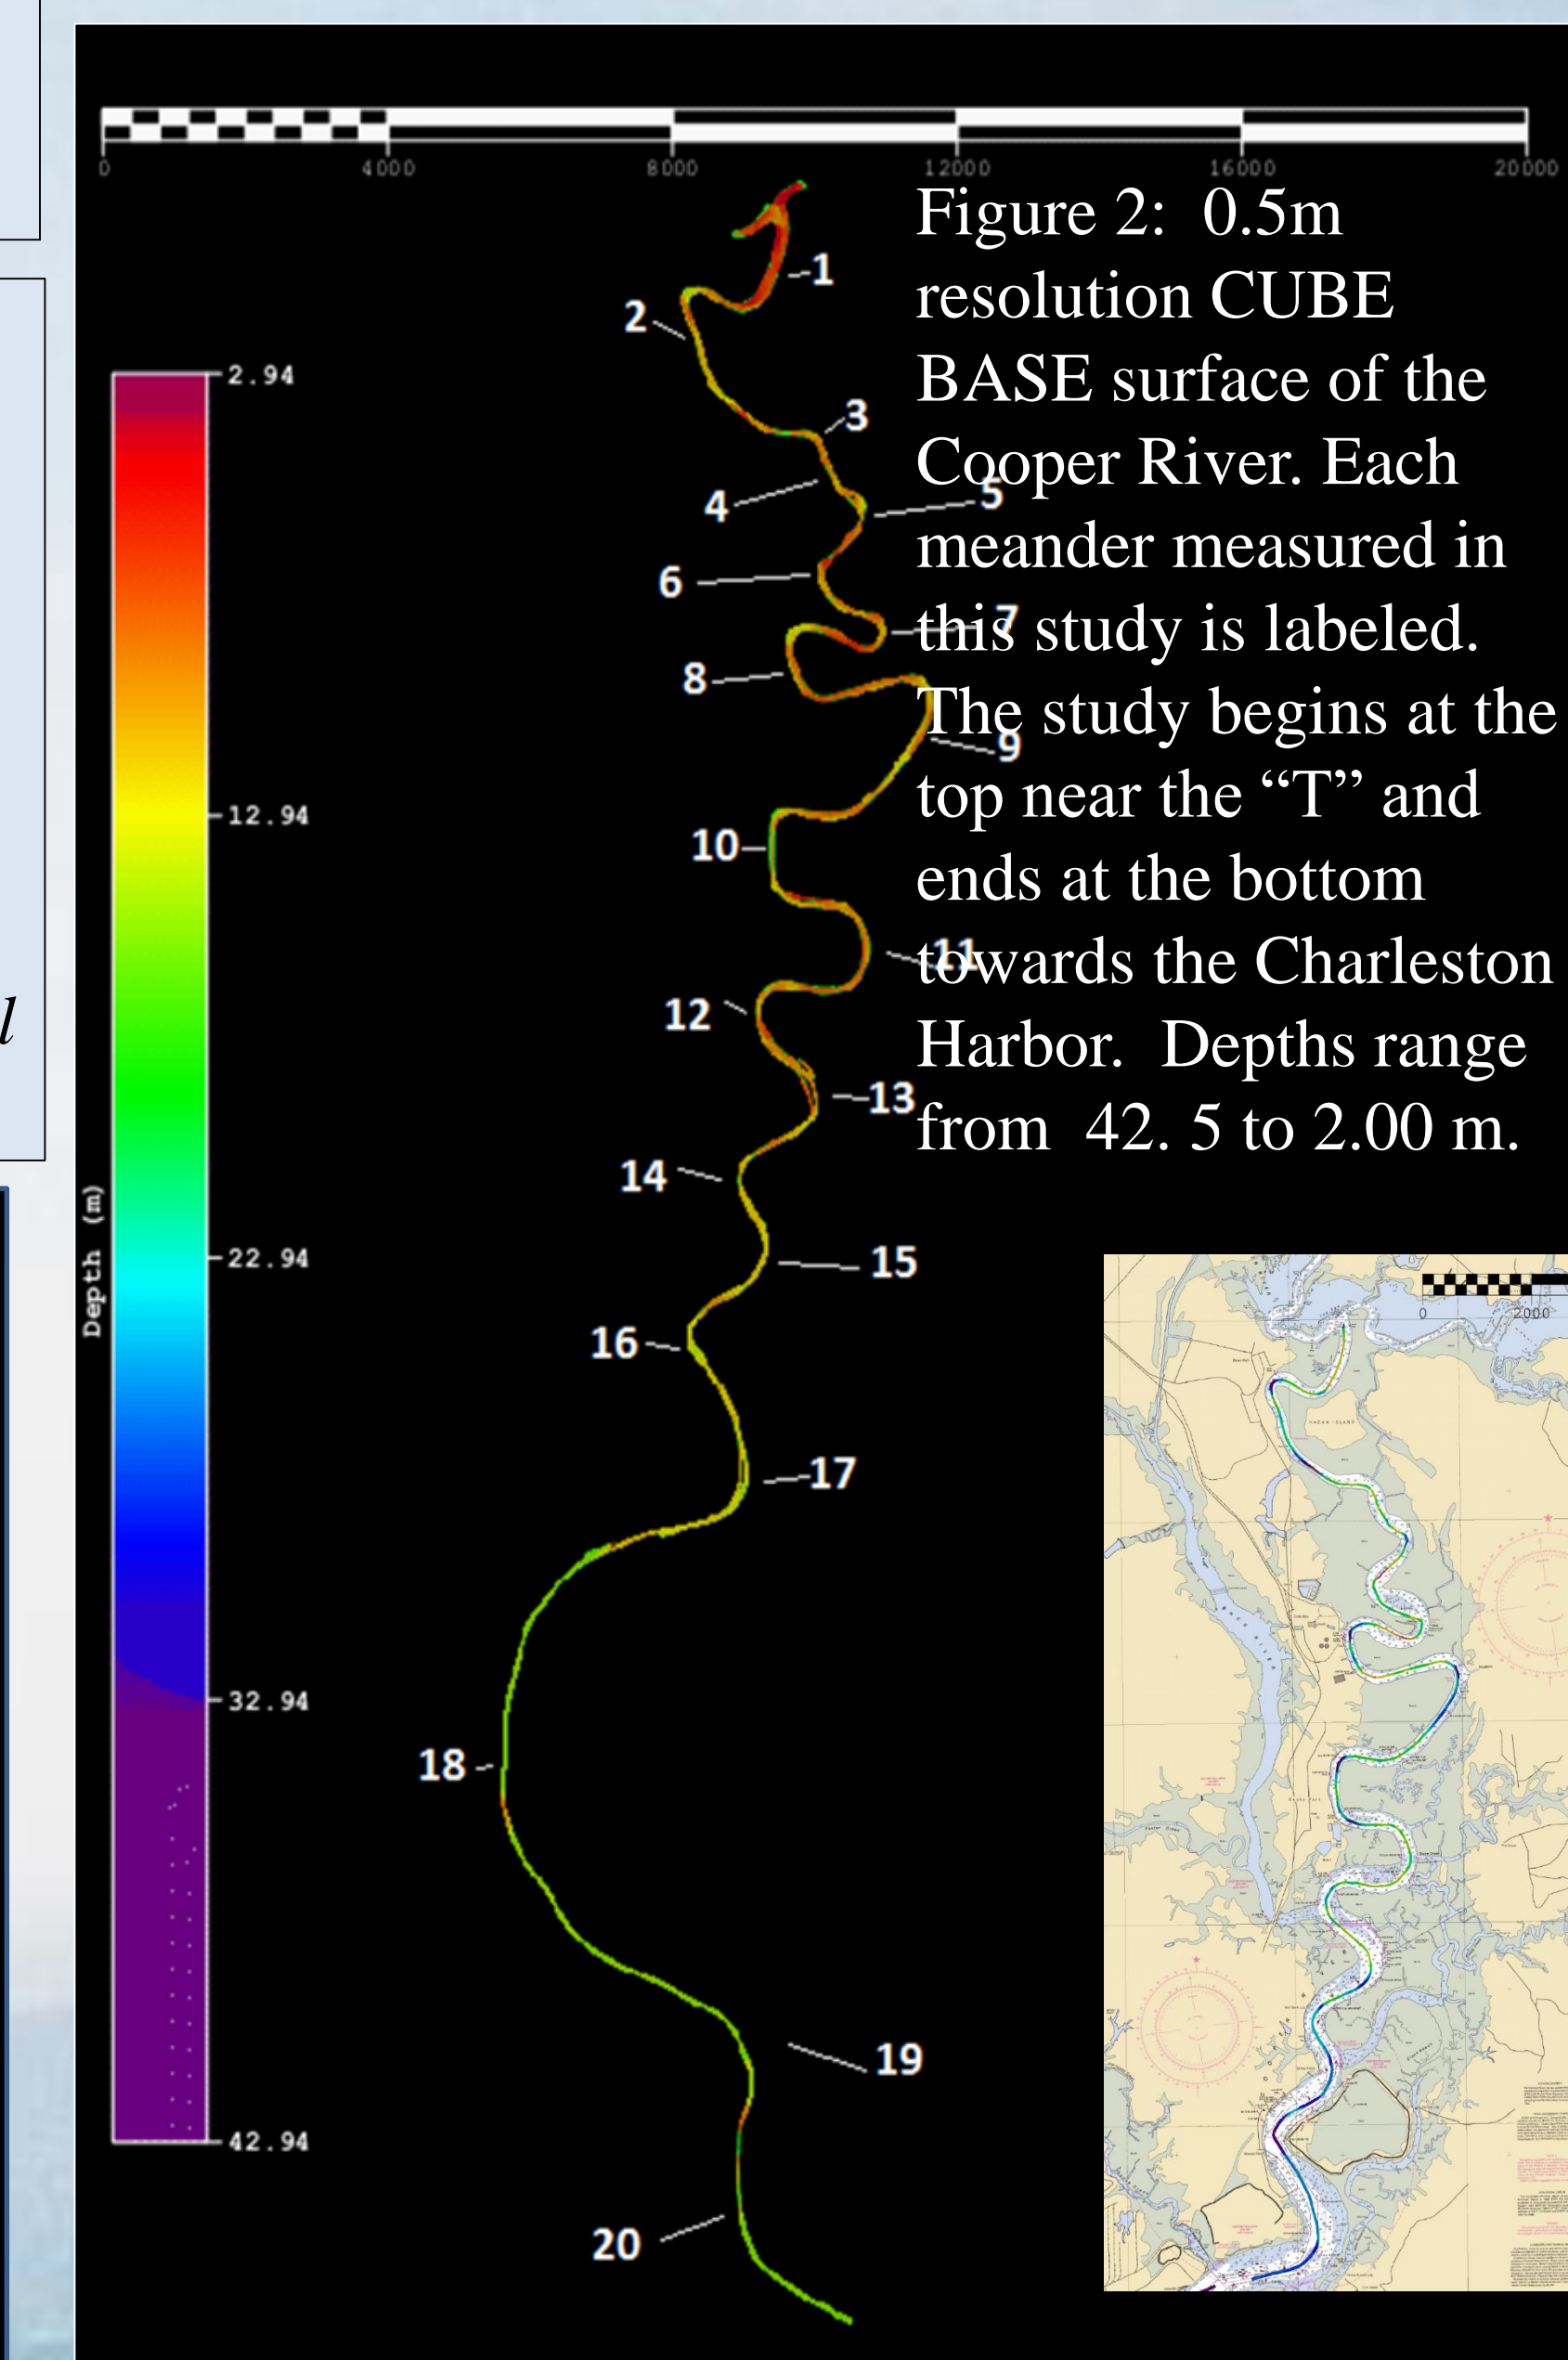 0 4000 8000 12000 16000 20000
Figure 2:  0.5m
resolution CUBE
BASE surface of the
Cooper River. Each
meander measured in
this study is labeled.
The study begins at the
top near the “T” and
ends at the bottom
towards the Charleston
Harbor.  Depths range
from  42. 5 to 2.00 m.
1
2
3
4
5
6
7
8
9
10
11
12
13
14
15
16
17
18
19
20
2.94
12.94
22.94
32.94
42.94
Depth (m)
l
0 2000
HAGAN ISLAND
BACK RIVER